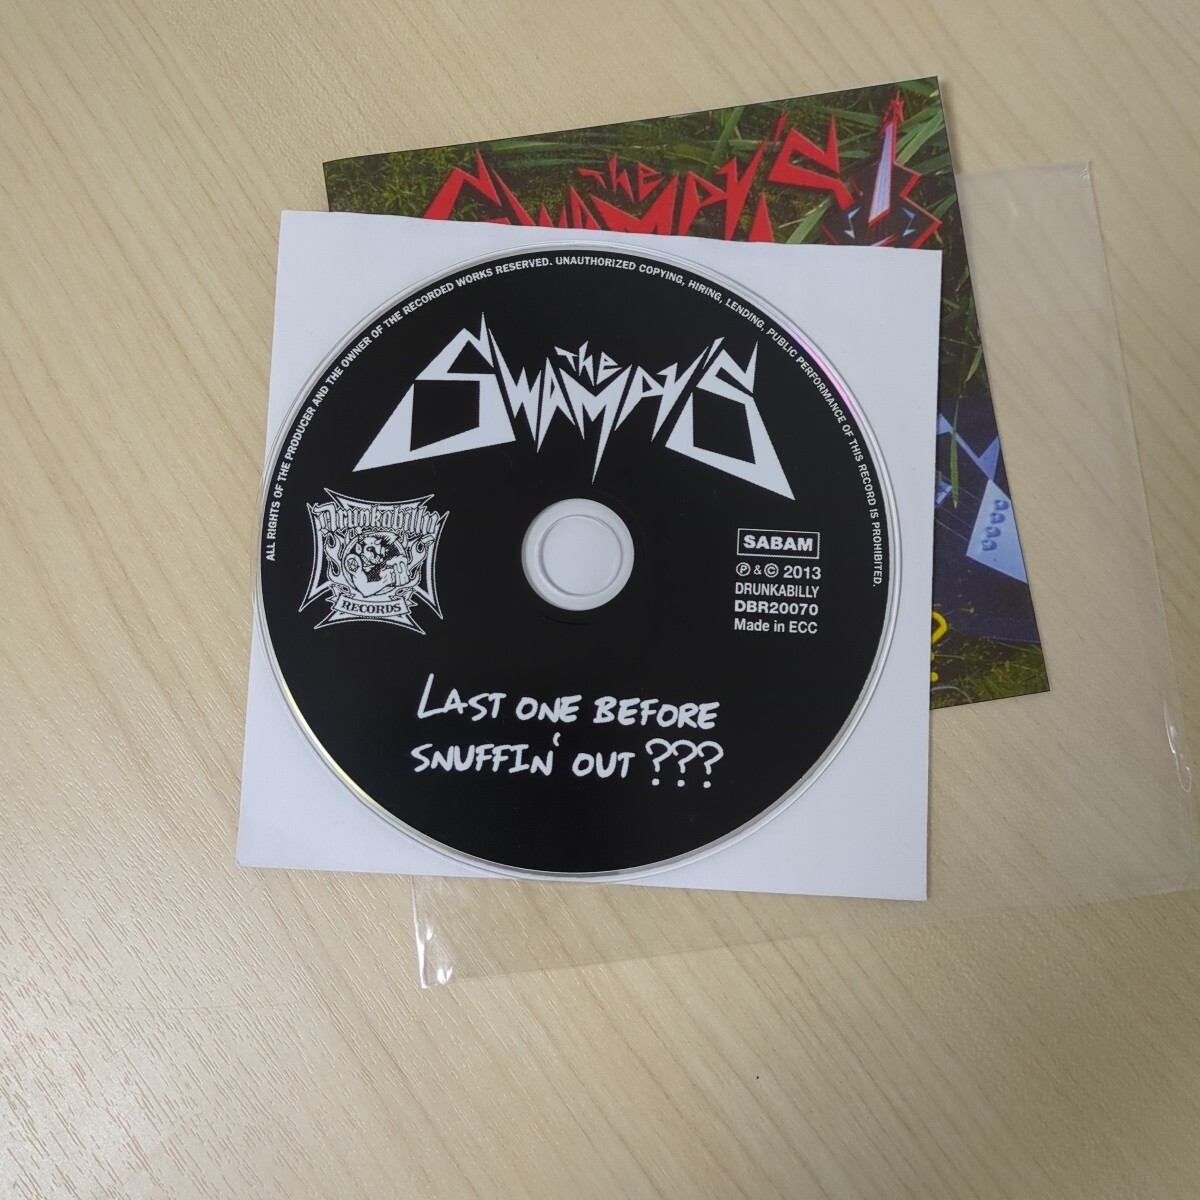 THE
SWAMPY'S
ALL RIGHTS OF THE PRODUCER AND THE OWNER OF THE RECORDED WORKS RESERVED. UNAUTHORIZED COPYING, HIRING, LENDING, PUBLIC PERFORMANCE OF THIS RECORD IS PROHIBITED.
THE
SWAMPY'S
Drunkabilly
RECORDS
SABAM
℗ & © 2013
DRUNKABILLY
DBR20070
Made in ECC
LAST ONE BEFORE
SNUFFIN' OUT ???